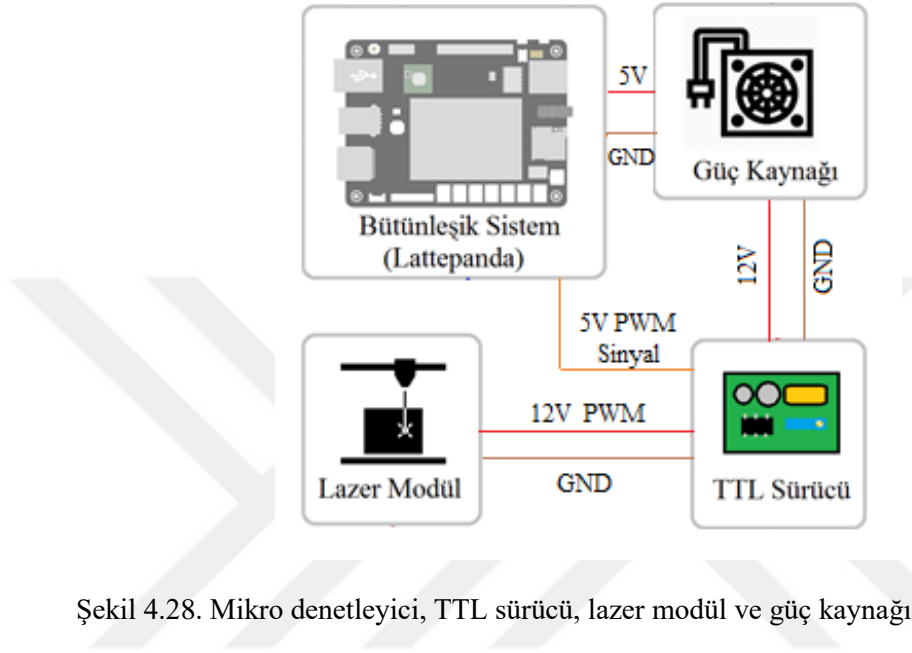 5V
GND
Güç Kaynağı
Bütünleşik Sistem
(Lattepanda)
12V
GND
5V PWM
Sinyal
12V PWM
GND
Lazer Modül
TTL Sürücü
Şekil 4.28. Mikro denetleyici, TTL sürücü, lazer modül ve güç kaynağı